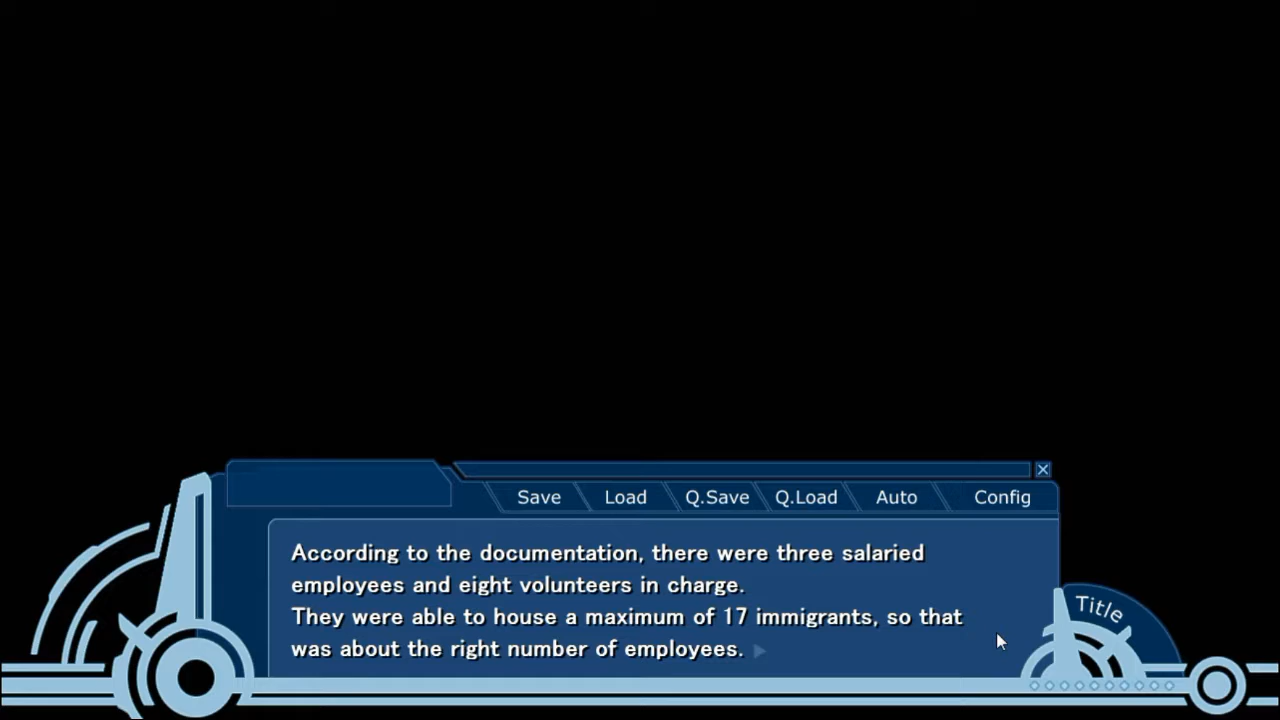 Save Load Q.Save Q.Load Auto Config
According to the documentation, there were three salaried
employees and eight volunteers in charge.
They were able to house a maximum of 17 immigrants, so that
was about the right number of employees.
Title